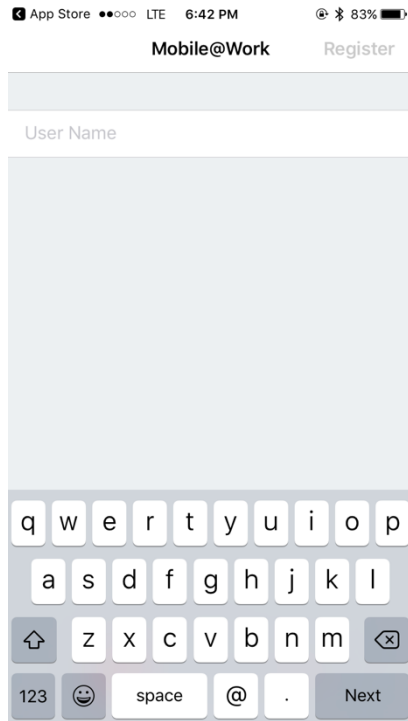 App Store LTE 6:42 PM 83%
Mobile@Work Register
User Name
q w e r t y u i o p
a s d f g h j k l
z x c v b n m
123 space @ . Next